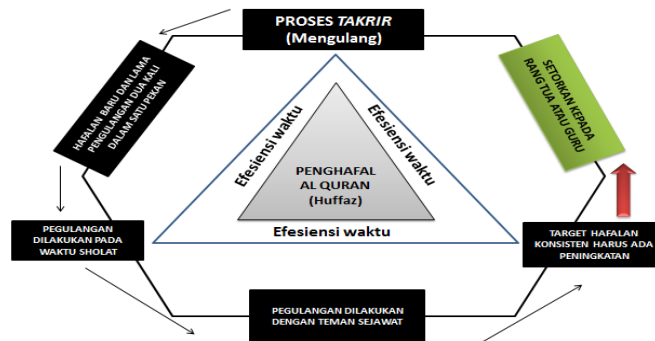 PROSES TAKRIR
(Mengulang)
HAFALAN BARU DAN LAMA
PENGULANGAN DUA KALI
DALAM SATU PEKAN
SETORKAN KEPADA
RANG TUA ATAU GURU
Efesiensi waktu
Efesiensi waktu
PENGHAFAL
AL QURAN
(Huffaz)
Efesiensi waktu
PEGULANGAN
DILAKUKAN PADA
WAKTU SHOLAT
TARGET HAFALAN
KONSISTEN HARUS ADA
PENINGKATAN
PEGULANGAN DILAKUKAN
DENGAN TEMAN SEJAWAT